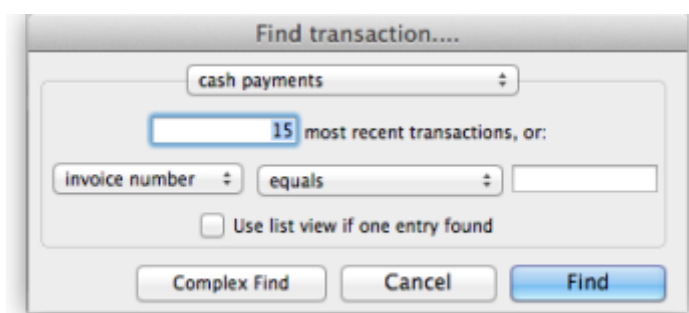 Find transaction....
cash payments
15 most recent transactions, or:
invoice number equals
Use list view if one entry found
Complex Find Cancel Find